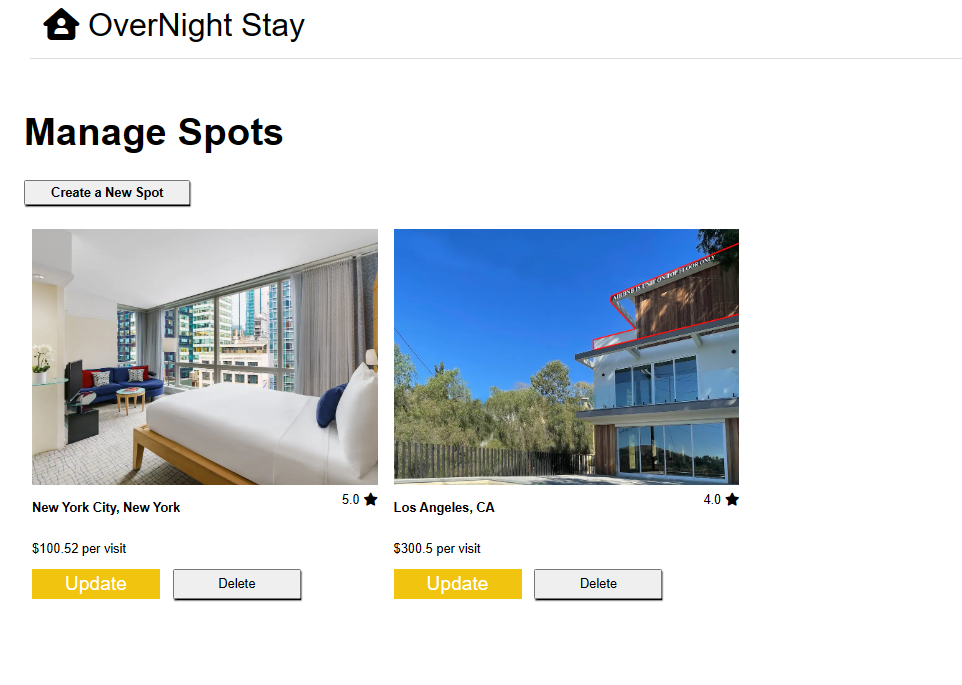 OverNight Stay
Manage Spots
Create a New Spot
AIRBNB IS UNIT ON TOP FLOOR ONLY
New York City, New York
5.0
$100.52 per visit
Update
Delete
Los Angeles, CA
4.0
$300.5 per visit
Update
Delete